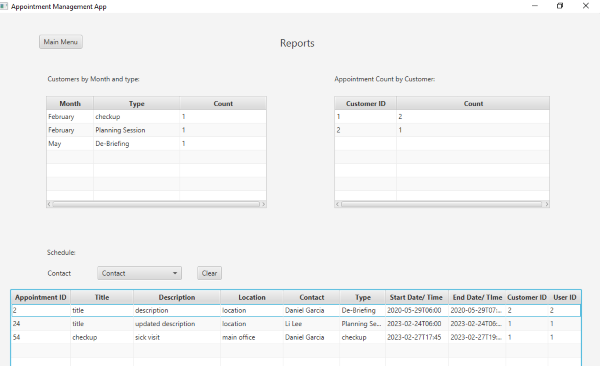 Appointment Management App
Main Menu
Reports
Customers by Month and type:
Appointment Count by Customer:
Month Type Count
February checkup 1
February Planning Session 1
May De-Briefing 1
Customer ID Count
1 2
2 1
Schedule:
Contact Contact Clear
Appointment ID Title Description Location Contact Type Start Date/ Time End Date/ Time Customer ID User ID
2 title description location Daniel Garcia De-Briefing 2020-05-29T06:00 2020-05-29T07:... 2 2
24 title updated description location Li Lee Planning Se... 2023-02-24T06:00 2023-02-24T06:... 1 1
54 checkup sick visit main office Daniel Garcia checkup 2023-02-27T17:45 2023-02-27T19:... 1 1